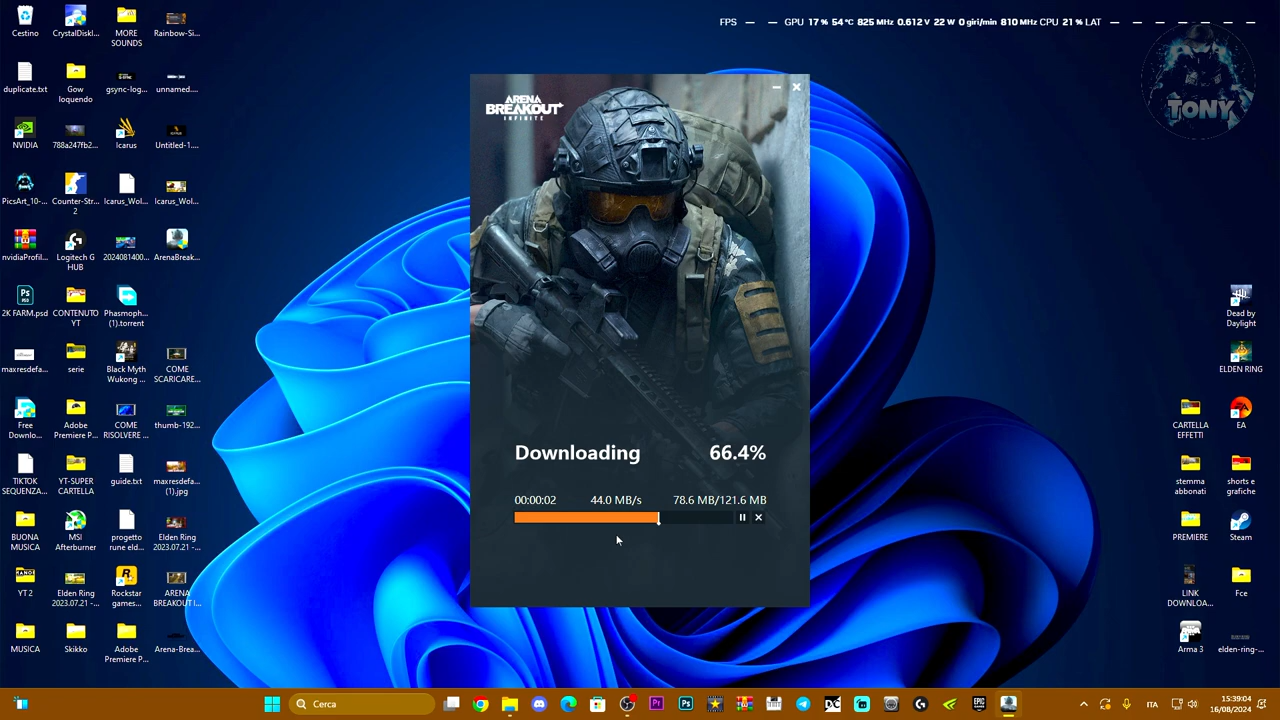 FPS — — GPU 17 % 54 °C 825 MHz 0.612 V 22 W 0 giri/min 810 MHz CPU 21 % LAT — — — — — — —
TONY
Cestino
CrystalDiskI...
MORE
SOUNDS
Rainbow-Si...
duplicate.txt
Gow
loquendo
gsync-log...
unnamed....
NVIDIA
788a247fb2...
Icarus
Untitled-1....
PicsArt_10-...
Counter-Str...
2
Icarus_Wol...
Icarus_Wol...
nvidiaProfil...
Logitech G
HUB
2024081400...
ArenaBreak...
2K FARM.psd
CONTENUTO
YT
Phasmoph...
(1).torrent
maxresdefa...
serie
Black Myth
Wukong ...
COME
SCARICARE...
Free
Downlo...
Adobe
Premiere P...
COME
RISOLVERE ...
thumb-192...
TIKTOK
SEQUENZA...
YT-SUPER
CARTELLA
guide.txt
maxresdefa...
(1).jpg
BUONA
MUSICA
MSI
Afterburner
progetto
rune eld...
Elden Ring
2023.07.21 -...
YT 2
Elden Ring
2023.07.21 -...
Rockstar
games...
ARENA
BREAKOUT I...
MUSICA
Skikko
Adobe
Premiere P...
Arena-Brea...
ARENA
BREAKOUT
INFINITE
Downloading 66.4%
00:00:02 44.0 MB/s 78.6 MB/121.6 MB
Dead by
Daylight
ELDEN RING
CARTELLA
EFFETTI
EA
stemma
abbonati
shorts e
grafiche
PREMIERE
Steam
LINK
DOWNLOA...
Fce
Arma 3
elden-ring-...
Cerca
ITA
15:39:04
16/08/2024